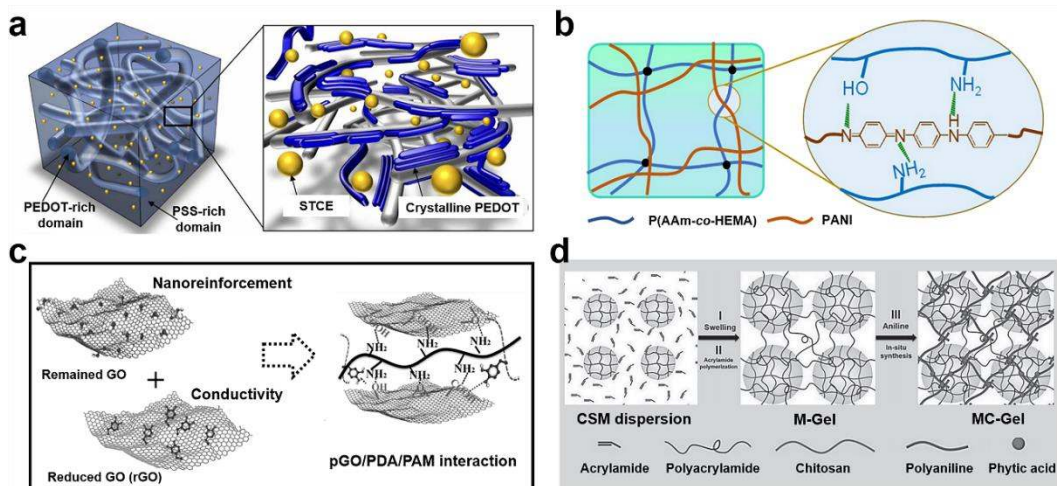 a
PEDOT-rich
domain
PSS-rich
domain
STCE
Crystalline PEDOT
b
HO
NH2
H
N
N
N
NH2
P(AAm-co-HEMA)
PANI
c
Nanoreinforcement
Remained GO
+
Conductivity
Reduced GO (rGO)
OH
NH2
NH2
NH2
NH2
NH2
OH
pGO/PDA/PAM interaction
d
I
Swelling
II
Acrylamide
polymerization
III
Aniline
In-situ
synthesis
CSM dispersion
M-Gel
MC-Gel
Acrylamide
Polyacrylamide
Chitosan
Polyaniline
Phytic acid